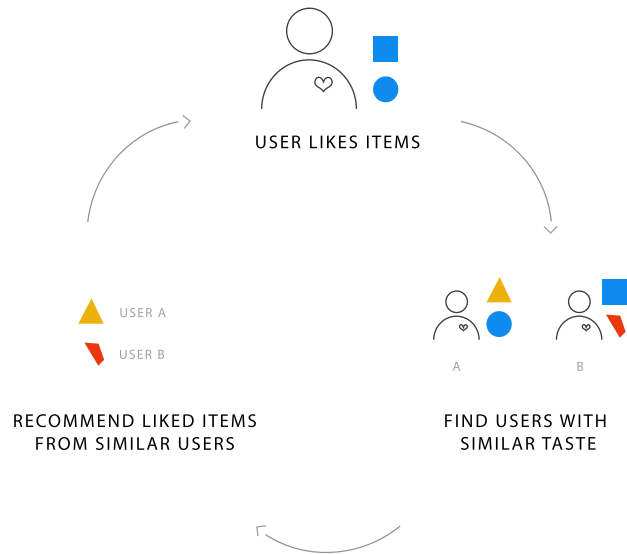 USER LIKES ITEMS
A
B
FIND USERS WITH
SIMILAR TASTE
USER A
USER B
RECOMMEND LIKED ITEMS
FROM SIMILAR USERS